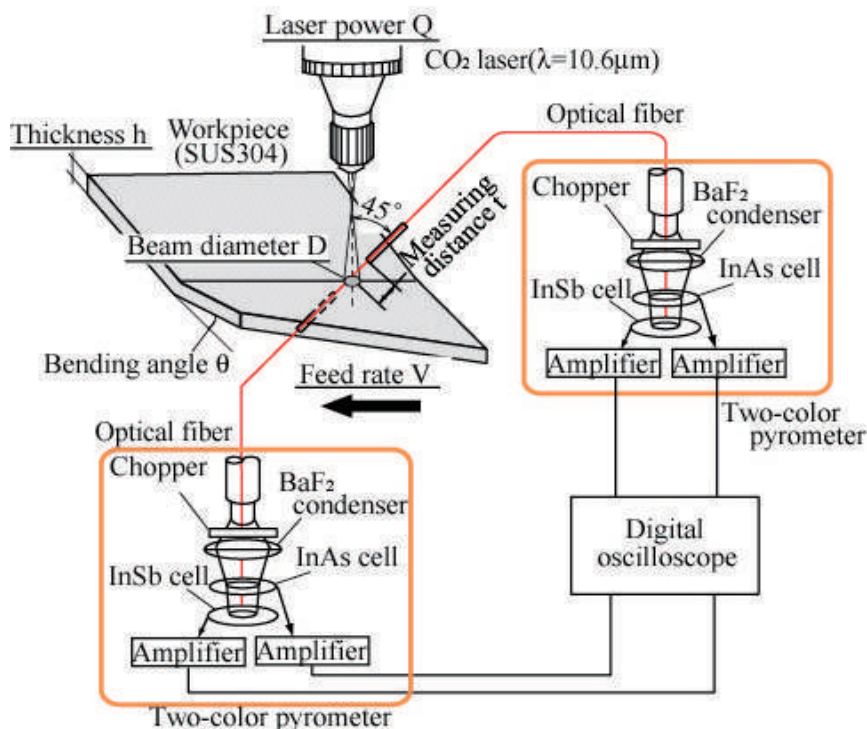 Laser power Q
CO₂ laser(λ=10.6μm)
Optical fiber
Thickness h
Workpiece
(SUS304)
45°
Measuring
distance t
Beam diameter D
Chopper
BaF₂
condenser
InAs cell
InSb cell
Amplifier
Amplifier
Bending angle θ
Feed rate V
Two-color
pyrometer
Optical fiber
Chopper
BaF₂
condenser
InAs cell
InSb cell
Amplifier
Amplifier
Two-color pyrometer
Digital
oscilloscope